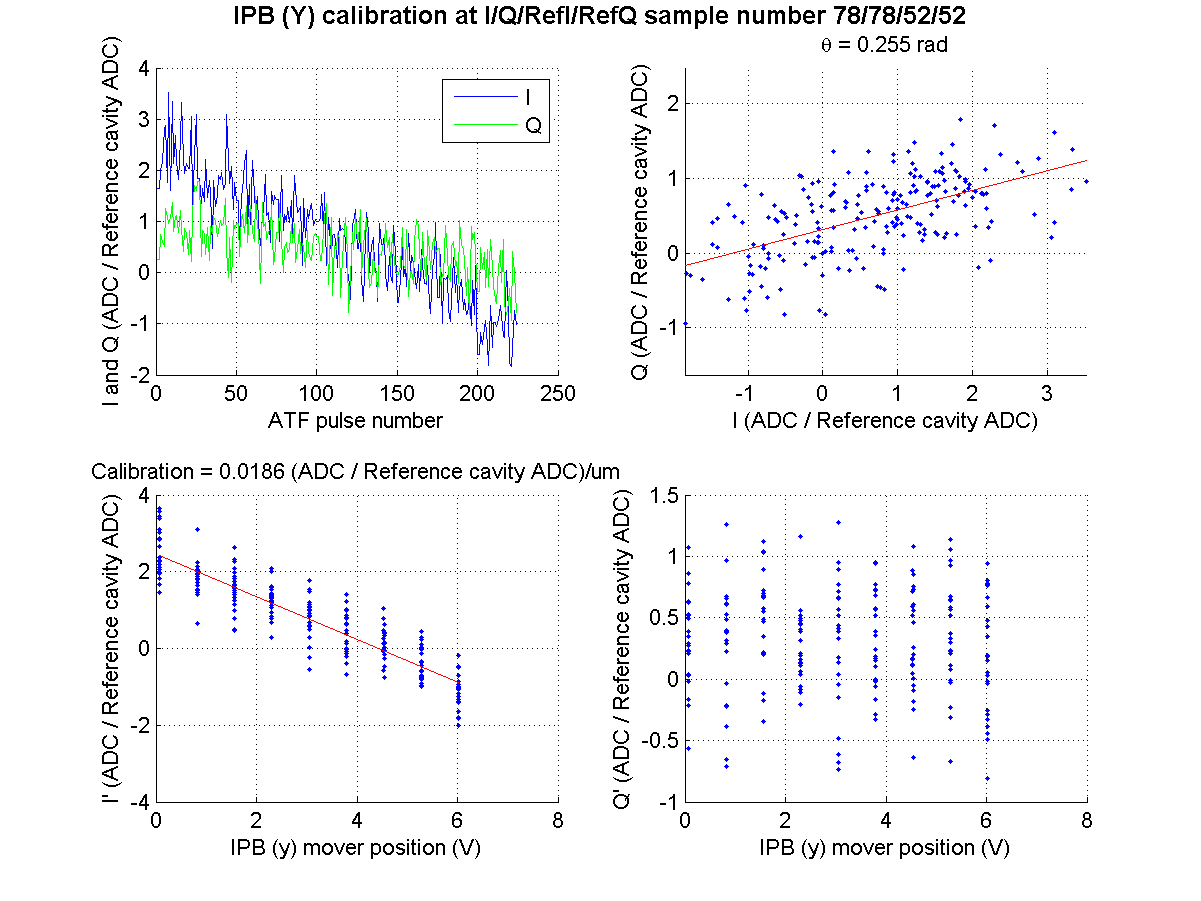 IPB (Y) calibration at I/Q/RefI/RefQ sample number 78/78/52/52
I and Q (ADC / Reference cavity ADC)
4
3
2
1
0
-1
-2
0 50 100 150 200 250
ATF pulse number
I
Q
θ = 0.255 rad
Q (ADC / Reference cavity ADC)
2
1
0
-1
-1 0 1 2 3
I (ADC / Reference cavity ADC)
Calibration = 0.0186 (ADC / Reference cavity ADC)/um
I' (ADC / Reference cavity ADC)
4
2
0
-2
-4
0 2 4 6 8
IPB (y) mover position (V)
Q' (ADC / Reference cavity ADC)
1.5
1
0.5
0
-0.5
-1
0 2 4 6 8
IPB (y) mover position (V)